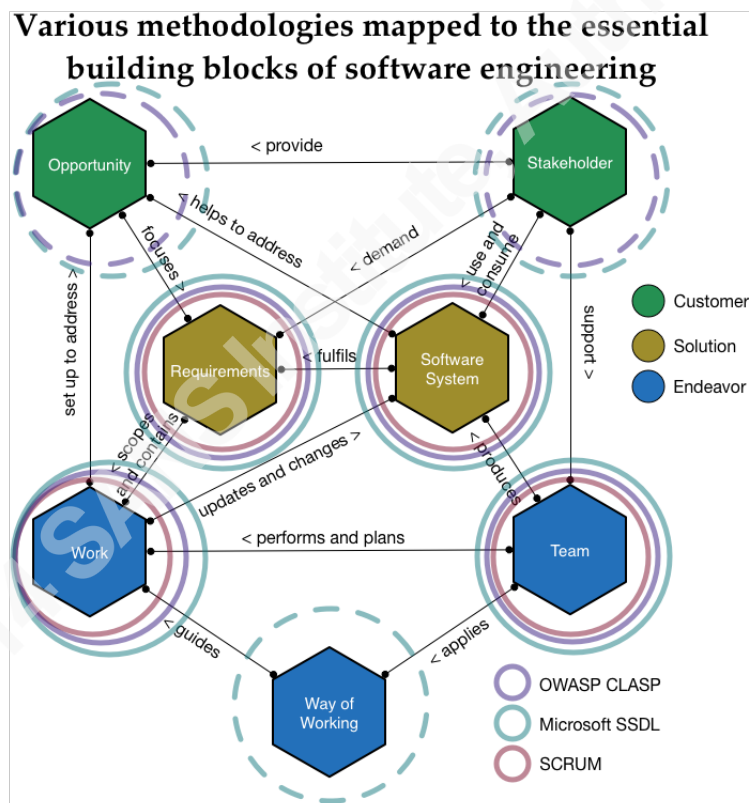 Various methodologies mapped to the essential
building blocks of software engineering
Opportunity
< provide
Stakeholder
< helps to address
focuses >
< demand
< use and
consume
set up to address >
support >
Customer
Solution
Endeavor
Requirements
< fulfils
Software
System
< scopes
and contains
updates and changes >
< produces
Work
< performs and plans
Team
< guides
< applies
Way of
Working
OWASP CLASP
Microsoft SSDL
SCRUM